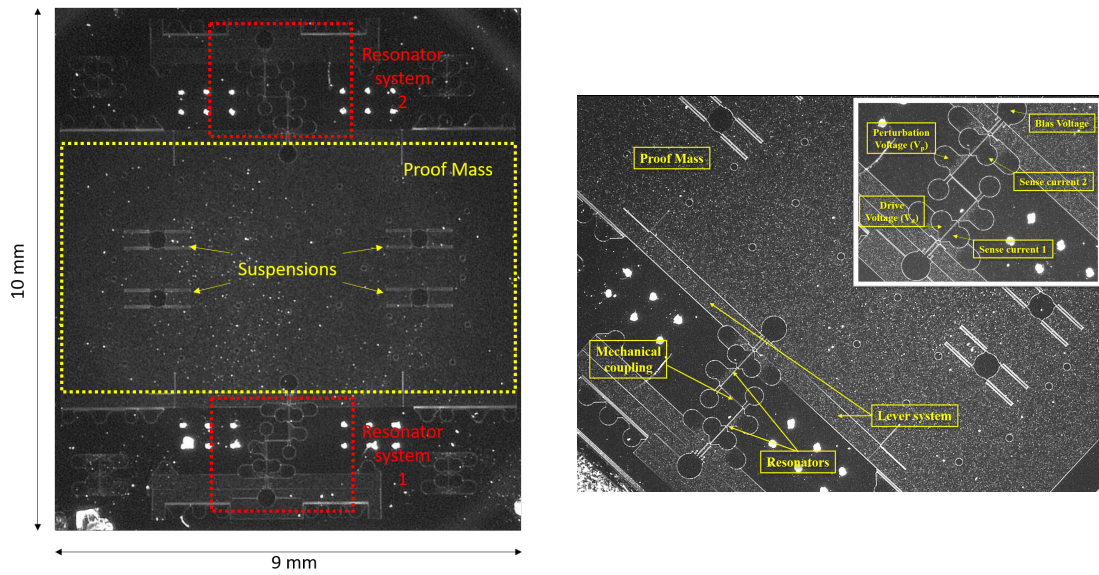 Resonator
system
2
Proof Mass
Suspensions
10 mm
Resonator
system
1
9 mm
Proof Mass
Mechanical
coupling
Lever system
Resonators
Bias Voltage
Perturbation
Voltage (Vp)
Sense current 2
Drive
Voltage (Va)
Sense current 1